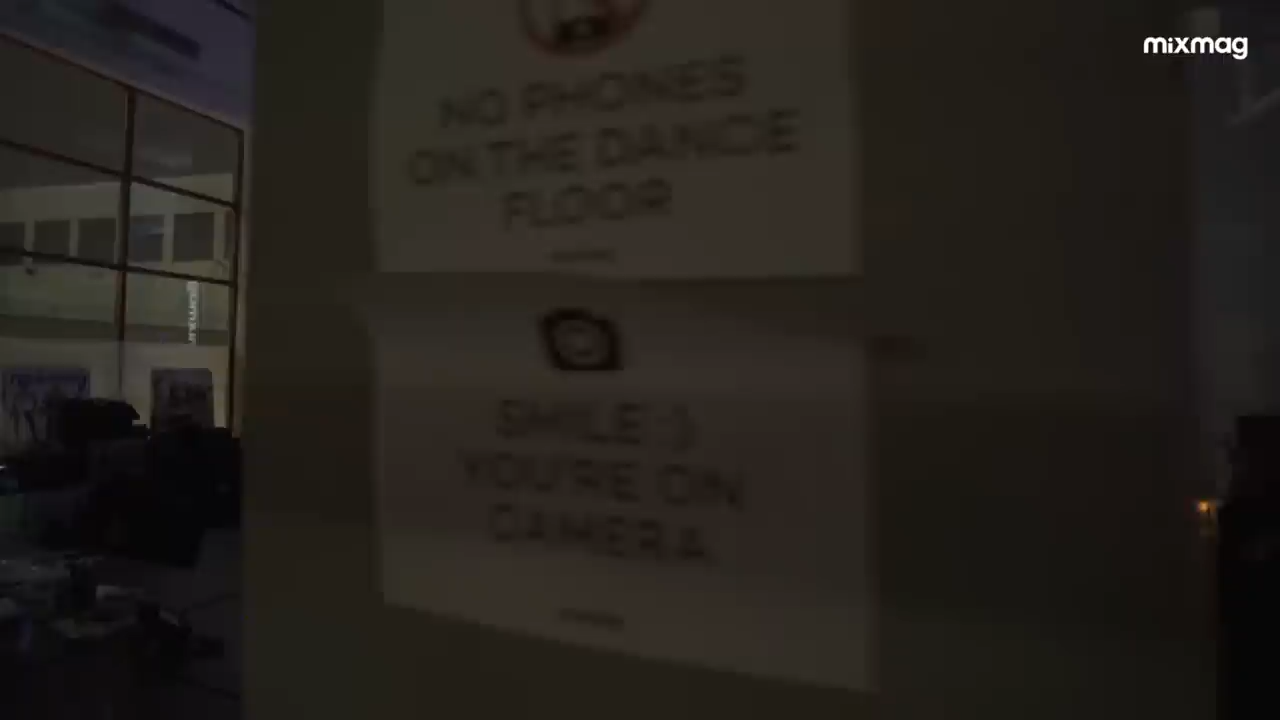 mixmag
NO PHONES
ON THE DANCE
FLOOR
SMILE :)
YOU'RE ON
CAMERA